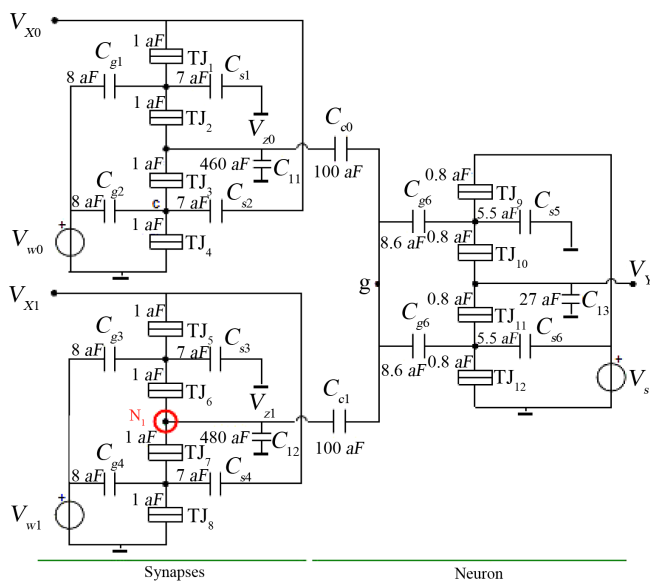 V_X0
1 aF
TJ_1
C_g1
8 aF
7 aF
C_s1
V
1 aF
TJ_2
z0
C_c0
100 aF
460 aF
C_11
1 aF
TJ_3
C_g2
8 aF
c
7 aF
C_s2
1 aF
TJ_4
+
V_w0
V_X1
1 aF
TJ_5
C_g3
8 aF
7 aF
C_s3
V
1 aF
TJ_6
N_1
z1
C_c1
100 aF
480 aF
C_12
1 aF
TJ_7
C_g4
8 aF
7 aF
C_s4
1 aF
TJ_8
+
V_w1
g
0.8 aF
TJ_9
C_g6
8.6 aF
5.5 aF
C_s5
0.8 aF
TJ_10
V_Y
27 aF
C_13
0.8 aF
TJ_11
C_g6
8.6 aF
5.5 aF
C_s6
0.8 aF
TJ_12
+
V_s
Synapses
Neuron